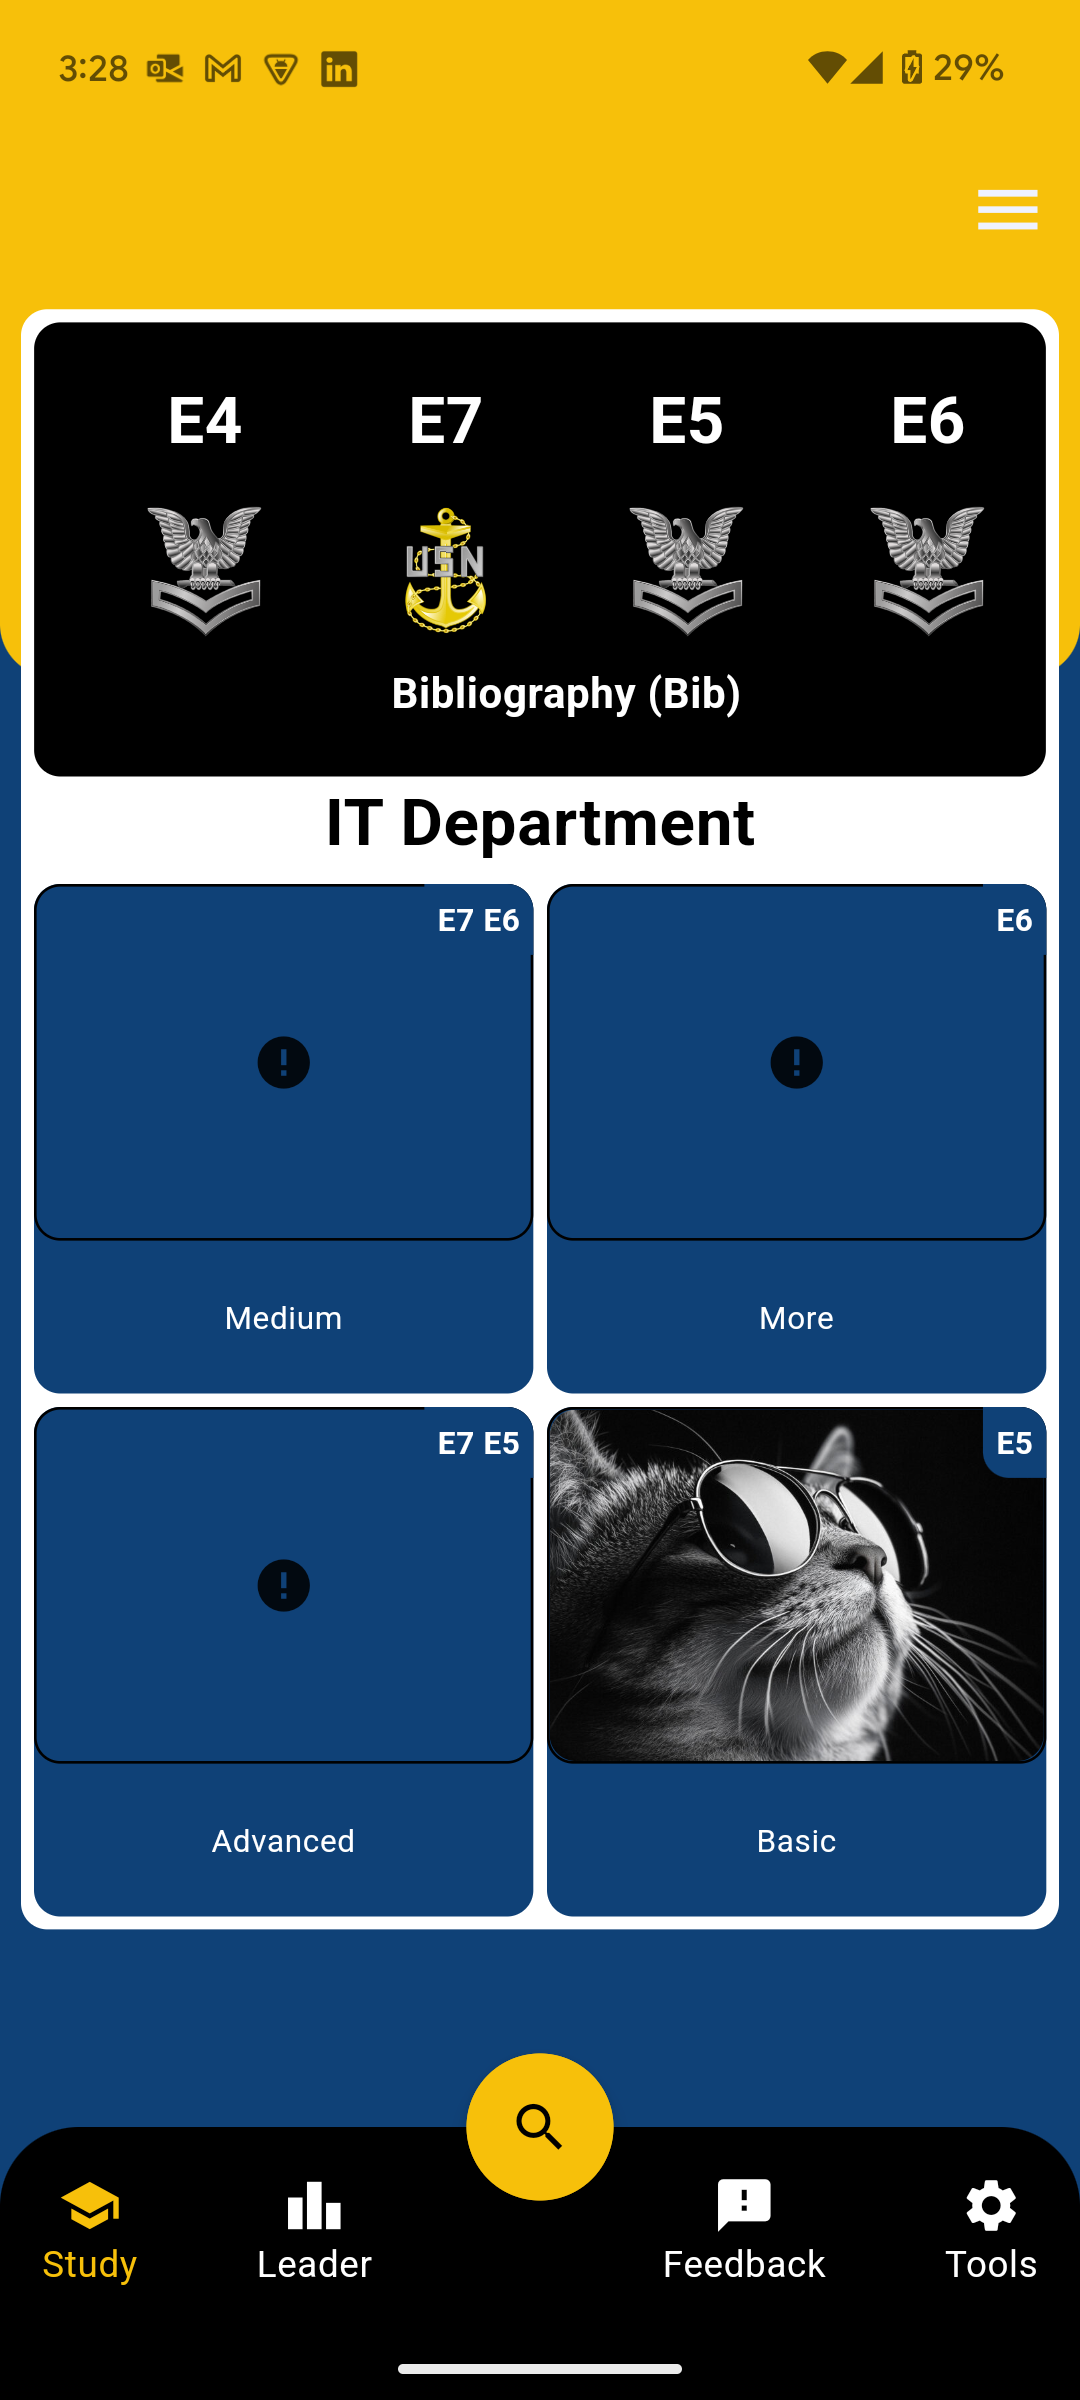 3:28 29%
E4 E7 E5 E6
USN
Bibliography (Bib)
IT Department
E7 E6 E6
Medium More
E7 E5 E5
Advanced Basic
Study Leader Feedback Tools